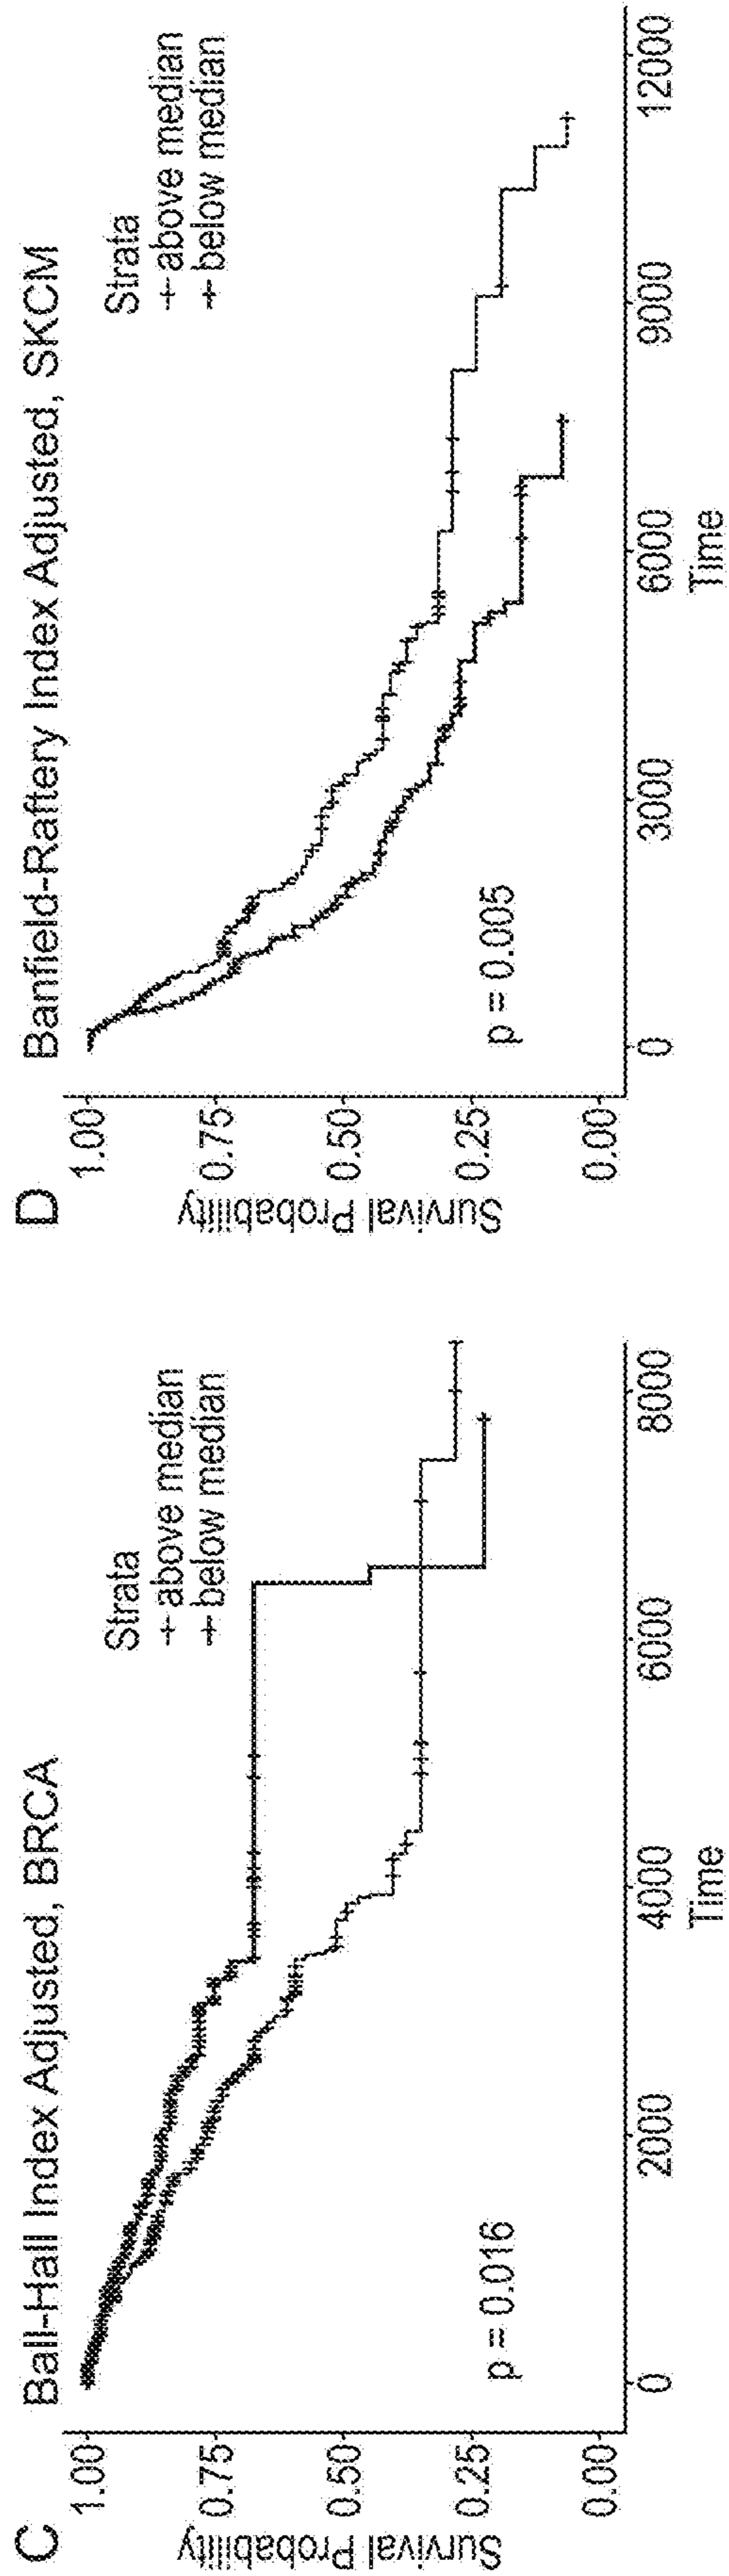 C
Ball-Hall Index Adjusted, BRCA
Survival Probability
1.00
0.75
0.50
0.25
0.00
Strata
above median
below median
p = 0.016
0
2000
4000
6000
8000
Time
D
Banfield-Raftery Index Adjusted, SKCM
Survival Probability
1.00
0.75
0.50
0.25
0.00
Strata
above median
below median
p = 0.005
0
3000
6000
9000
12000
Time